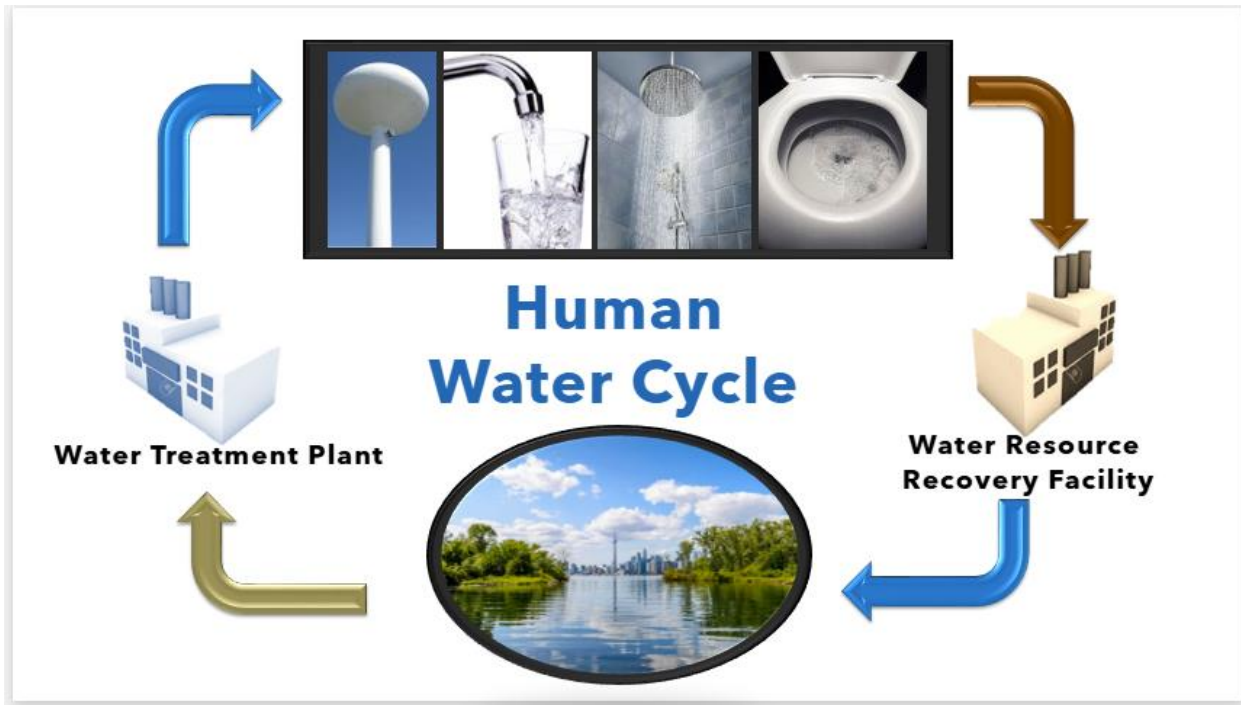 Human
Water Cycle
Water Treatment Plant
Water Resource
Recovery Facility